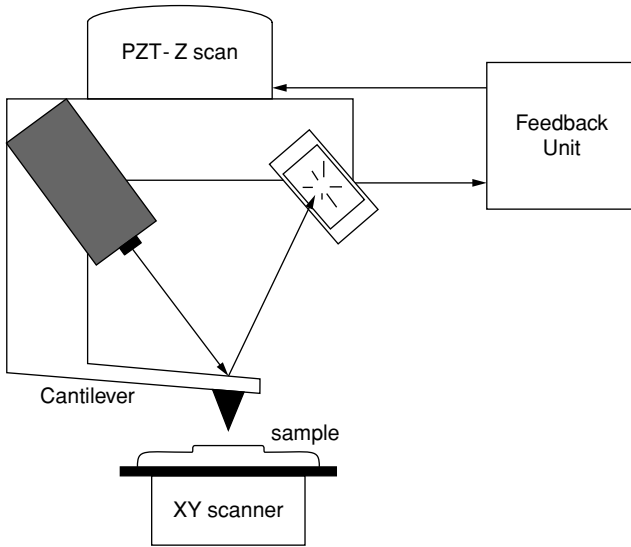 PZT- Z scan
Feedback
Unit
Cantilever
sample
XY scanner